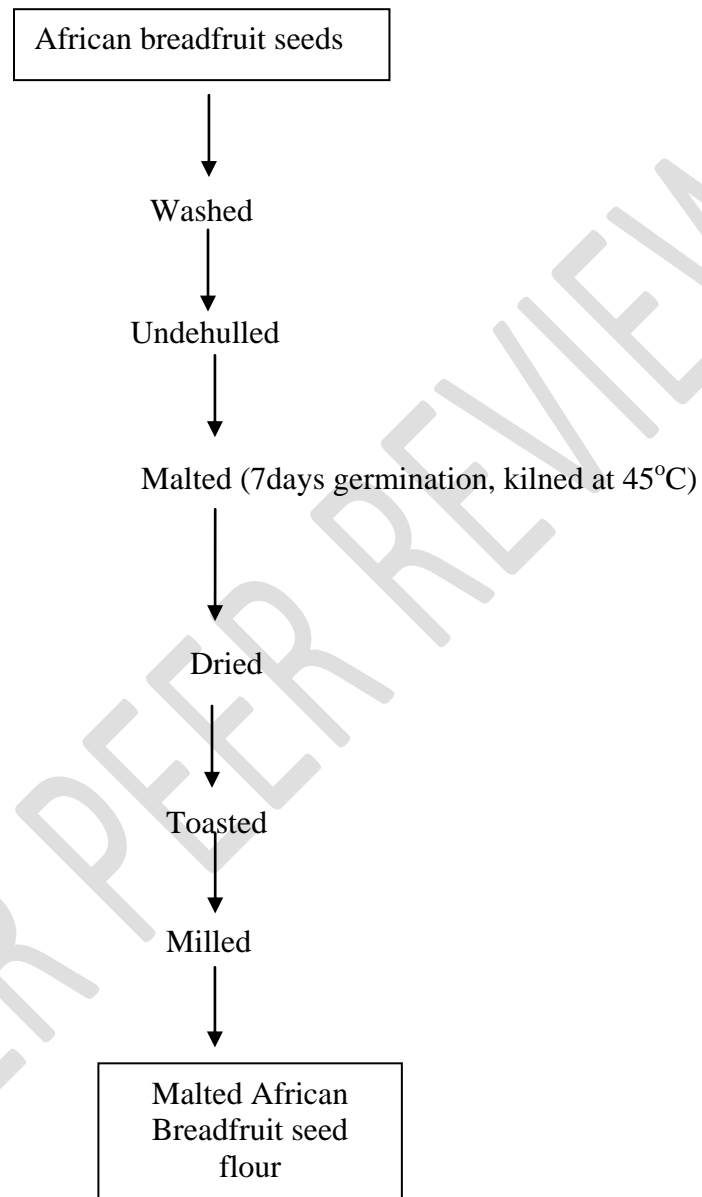 African breadfruit seeds
Washed
Undehulled
Malted (7days germination, kilned at 45°C)
Dried
Toasted
Milled
Malted African
Breadfruit seed
flour
ER PEER REVIEW